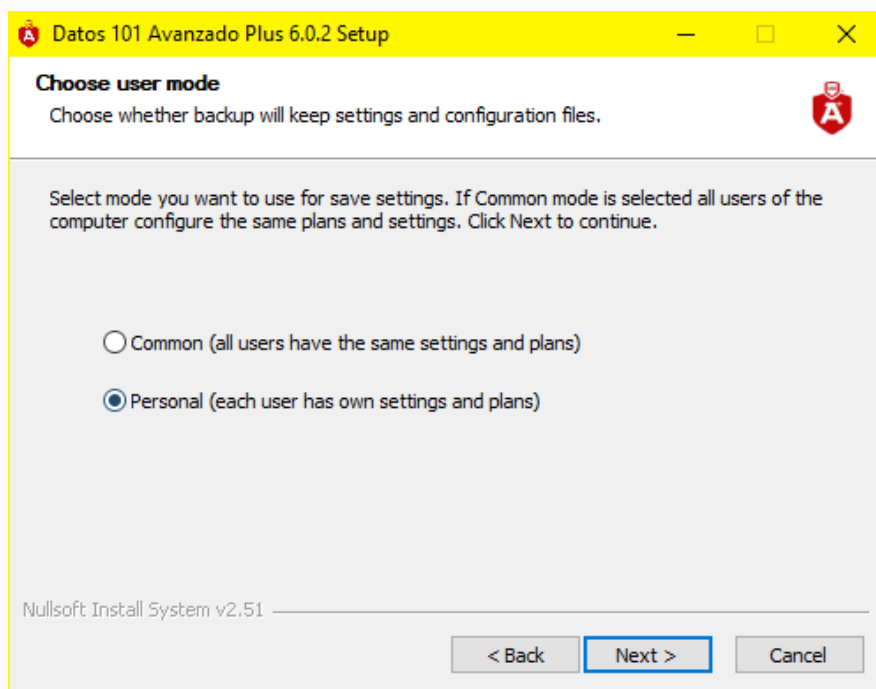 Datos 101 Avanzado Plus 6.0.2 Setup
Choose user mode
Choose whether backup will keep settings and configuration files.
A
Select mode you want to use for save settings. If Common mode is selected all users of the
computer configure the same plans and settings. Click Next to continue.
Common (all users have the same settings and plans)
Personal (each user has own settings and plans)
Nullsoft Install System v2.51
< Back
Next >
Cancel